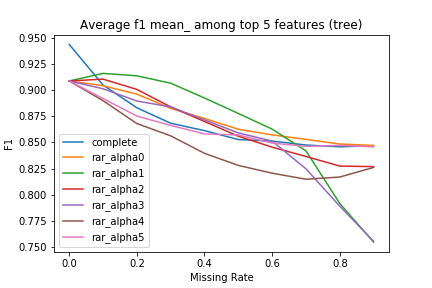 Average f1 mean_ among top 5 features (tree)
0.950
0.925
0.900
0.875
0.850
0.825
0.800
0.775
0.750
F1
complete
rar_alpha0
rar_alpha1
rar_alpha2
rar_alpha3
rar_alpha4
rar_alpha5
0.0 0.2 0.4 0.6 0.8
Missing Rate